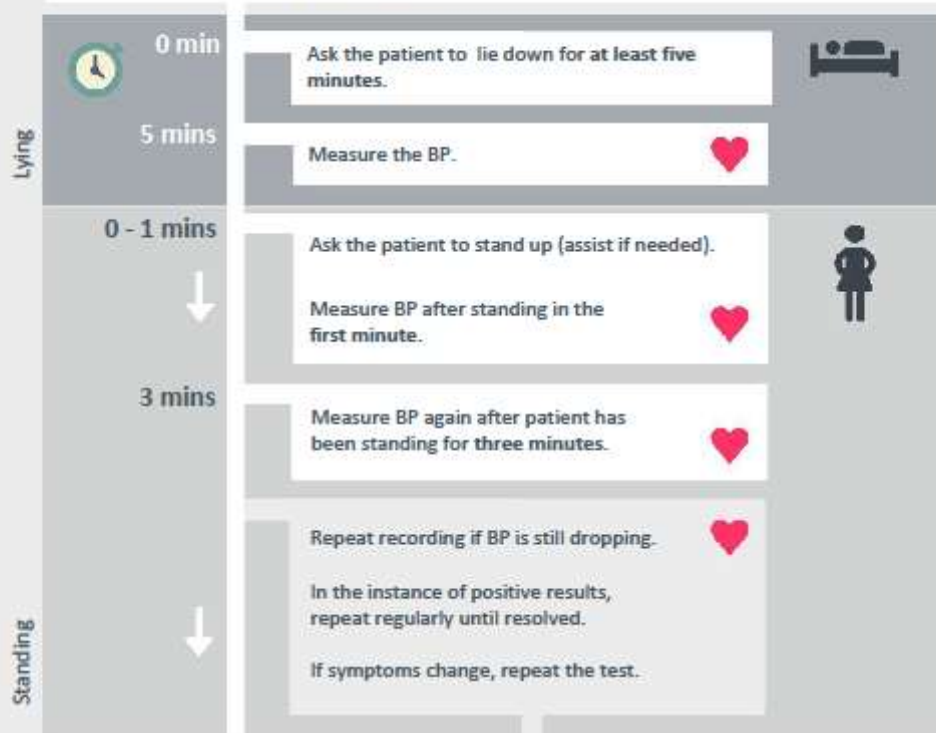 0 min
Ask the patient to lie down for at least five
minutes.
5 mins
Measure the BP.
Lying
0 - 1 mins
Ask the patient to stand up (assist if needed).
Measure BP after standing in the
first minute.
3 mins
Measure BP again after patient has
been standing for three minutes.
Repeat recording if BP is still dropping.
In the instance of positive results,
repeat regularly until resolved.
If symptoms change, repeat the test.
Standing